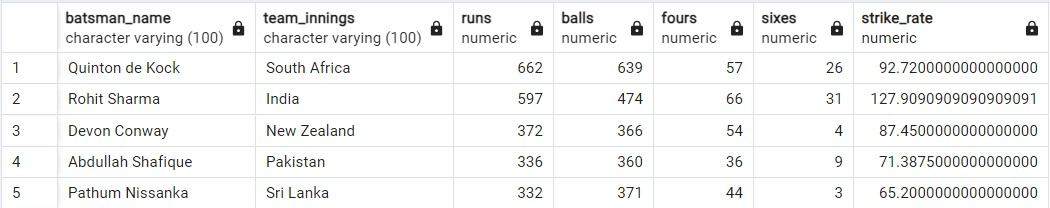 batsman_name team_innings runs balls fours sixes strike_rate
character varying (100) character varying (100) numeric numeric numeric numeric numeric
1 Quinton de Kock South Africa 662 639 57 26 92.7200000000000000
2 Rohit Sharma India 597 474 66 31 127.9090909090909091
3 Devon Conway New Zealand 372 366 54 4 87.4500000000000000
4 Abdullah Shafique Pakistan 336 360 36 9 71.3875000000000000
5 Pathum Nissanka Sri Lanka 332 371 44 3 65.2000000000000000